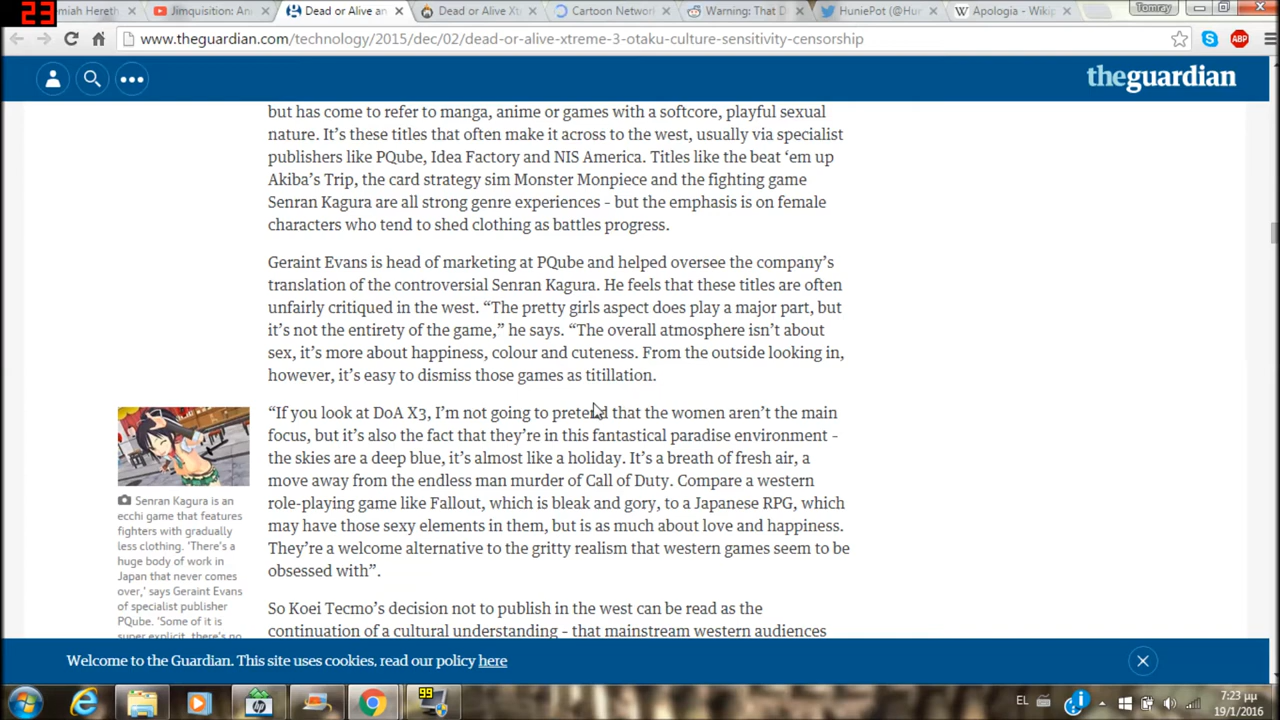 23
emiah Hereth
Jimquisition: An
Dead or Alive an
Dead or Alive Xt
Cartoon Networ
Warning: That D
HuniePot (@Hun
Apologia - Wikip
Tomray
www.theguardian.com/technology/2015/dec/02/dead-or-alive-xtreme-3-otaku-culture-sensitivity-censorship
ABP
theguardian
but has come to refer to manga, anime or games with a softcore, playful sexual
nature. It’s these titles that often make it across to the west, usually via specialist
publishers like PQube, Idea Factory and NIS America. Titles like the beat ‘em up
Akiba’s Trip, the card strategy sim Monster Monpiece and the fighting game
Senran Kagura are all strong genre experiences - but the emphasis is on female
characters who tend to shed clothing as battles progress.
Geraint Evans is head of marketing at PQube and helped oversee the company’s
translation of the controversial Senran Kagura. He feels that these titles are often
unfairly critiqued in the west. “The pretty girls aspect does play a major part, but
it’s not the entirety of the game,” he says. “The overall atmosphere isn’t about
sex, it’s more about happiness, colour and cuteness. From the outside looking in,
however, it’s easy to dismiss those games as titillation.
“If you look at DoA X3, I’m not going to pretend that the women aren’t the main
focus, but it’s also the fact that they’re in this fantastical paradise environment -
the skies are a deep blue, it’s almost like a holiday. It’s a breath of fresh air, a
move away from the endless man murder of Call of Duty. Compare a western
role-playing game like Fallout, which is bleak and gory, to a Japanese RPG, which
may have those sexy elements in them, but is as much about love and happiness.
They’re a welcome alternative to the gritty realism that western games seem to be
obsessed with”.
Senran Kagura is an
ecchi game that features
fighters with gradually
less clothing. ‘There’s a
huge body of work in
Japan that never comes
over,’ says Geraint Evans
of specialist publisher
PQube. ‘Some of it is
super explicit, there’s no
So Koei Tecmo’s decision not to publish in the west can be read as the
continuation of a cultural understanding - that mainstream western audiences
Welcome to the Guardian. This site uses cookies, read our policy here
99
EL
7:23 μμ
19/1/2016